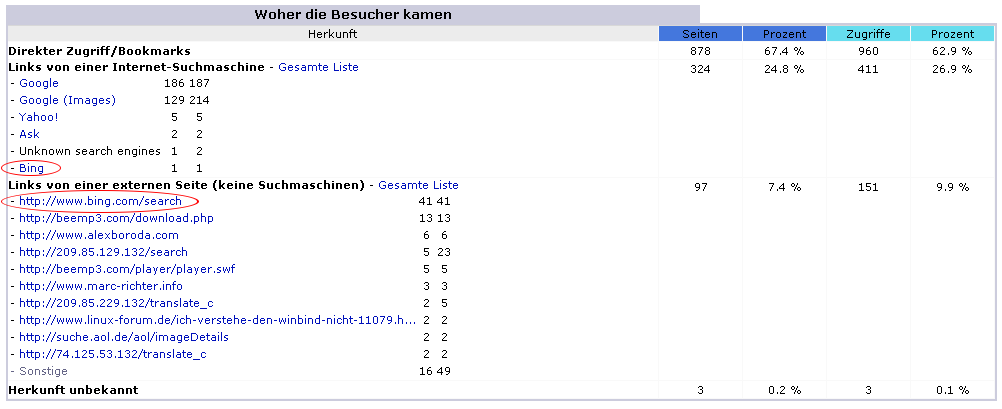 Woher die Besucher kamen
Herkunft Seiten Prozent Zugriffe Prozent
Direkter Zugriff/Bookmarks 878 67.4 % 960 62.9 %
Links von einer Internet-Suchmaschine - Gesamte Liste 324 24.8 % 411 26.9 %
- Google 186 187
- Google (Images) 129 214
- Yahoo! 5 5
- Ask 2 2
- Unknown search engines 1 2
- Bing 1 1
Links von einer externen Seite (keine Suchmaschinen) - Gesamte Liste 97 7.4 % 151 9.9 %
- http://www.bing.com/search 41 41
- http://beemp3.com/download.php 13 13
- http://www.alexboroda.com 6 6
- http://209.85.129.132/search 5 23
- http://beemp3.com/player/player.swf 5 5
- http://www.marc-richter.info 3 3
- http://209.85.229.132/translate_c 2 5
- http://www.linux-forum.de/ich-verstehe-den-winbind-nicht-11079.h... 2 2
- http://suche.aol.de/aol/imageDetails 2 2
- http://74.125.53.132/translate_c 2 2
- Sonstige 16 49
Herkunft unbekannt 3 0.2 % 3 0.1 %